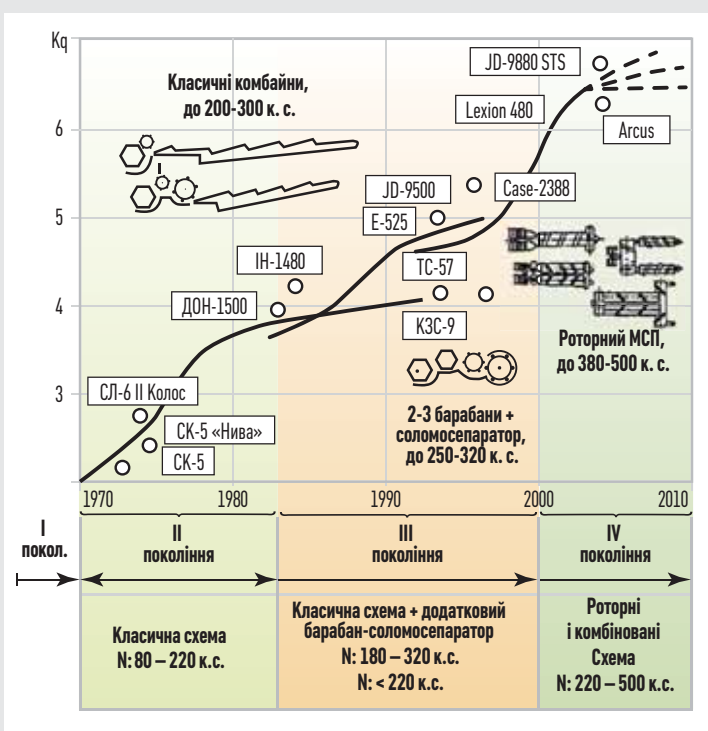 Kq
6
5
4
3
Класичні комбайни,
до 200-300 к. с.
JD-9880 STS
Lexion 480
Arcus
JD-9500
Case-2388
E-525
ІН-1480
ТС-57
ДОН-1500
КЗС-9
Роторний МСП,
до 380-500 к. с.
СЛ-6 II Колос
СК-5 «Нива»
СК-5
2-3 барабани +
соломосепаратор,
до 250-320 к. с.
1970 1980 1990 2000 2010
I
покол.
II
покоління
III
покоління
IV
покоління
Класична схема
N: 80 – 220 к.с.
Класична схема + додатковий
барабан-соломосепаратор
N: 180 – 320 к.с.
N: < 220 к.с.
Роторні
і комбіновані
Схема
N: 220 – 500 к.с.